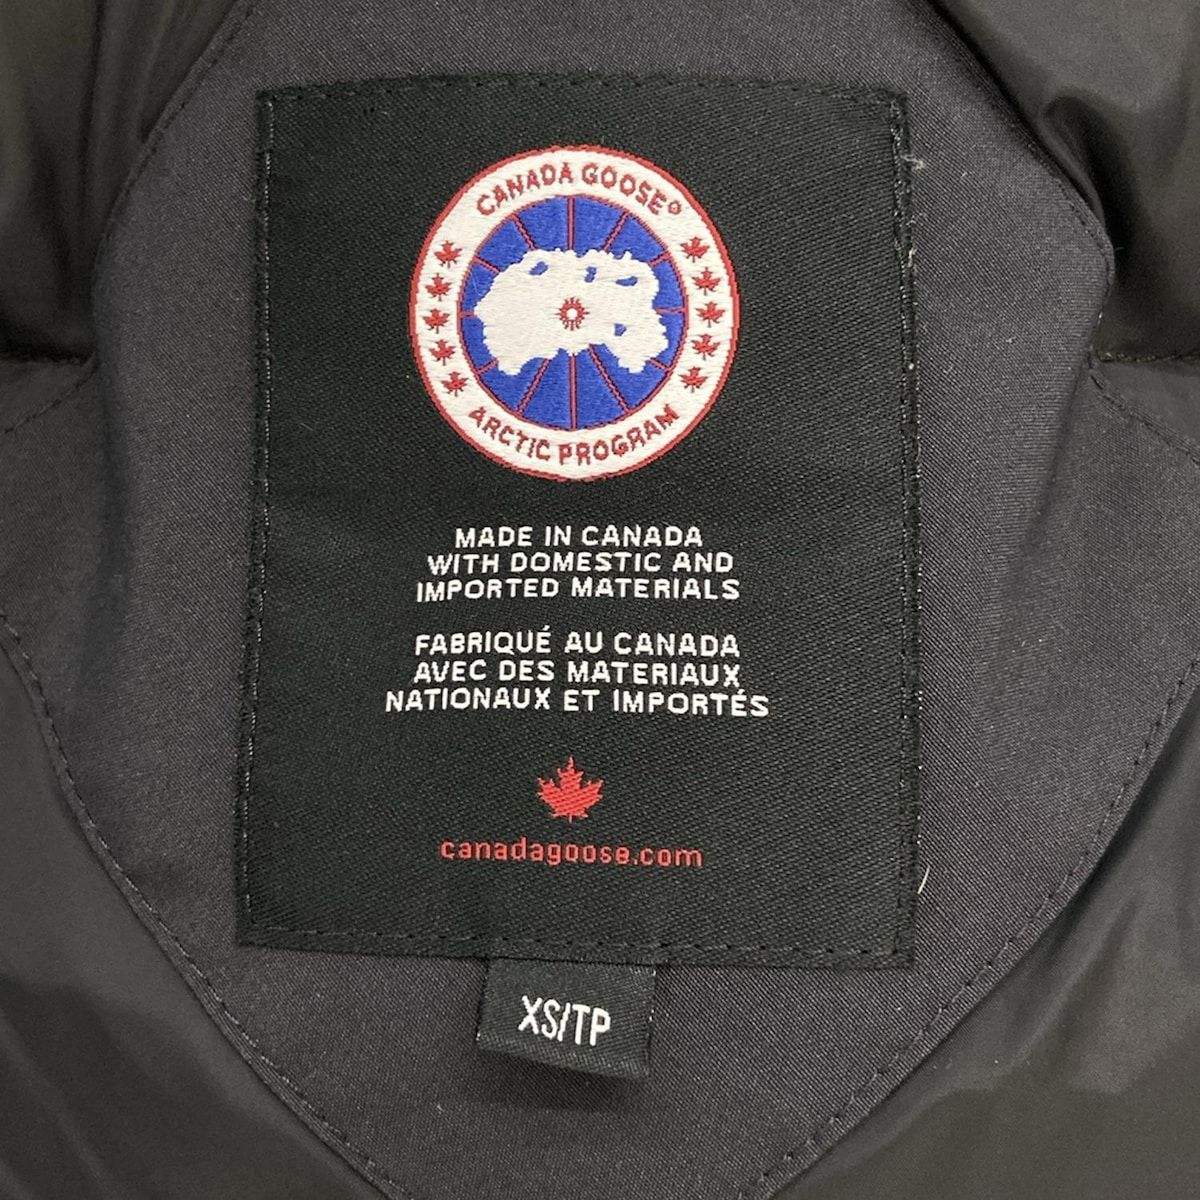 CANADA GOOSE®
ARCTIC PROGRAM
MADE IN CANADA
WITH DOMESTIC AND
IMPORTED MATERIALS
FABRIQUÉ AU CANADA
AVEC DES MATERIAUX
NATIONAUX ET IMPORTÉS
canadagoose.com
XS/TP